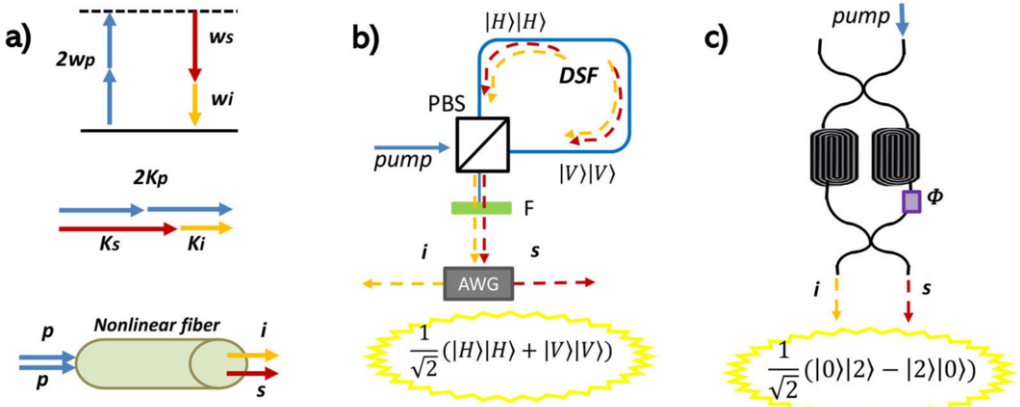 a)
2wp
ws
wi
2Kp
Ks
Ki
Nonlinear fiber
p
p
i
s
b)
|H⟩|H⟩
DSF
PBS
pump
|V⟩|V⟩
F
i
s
AWG
1/√2(|H⟩|H⟩ + |V⟩|V⟩)
c)
pump
Φ
i
s
1/√2(|0⟩|2⟩ − |2⟩|0⟩)